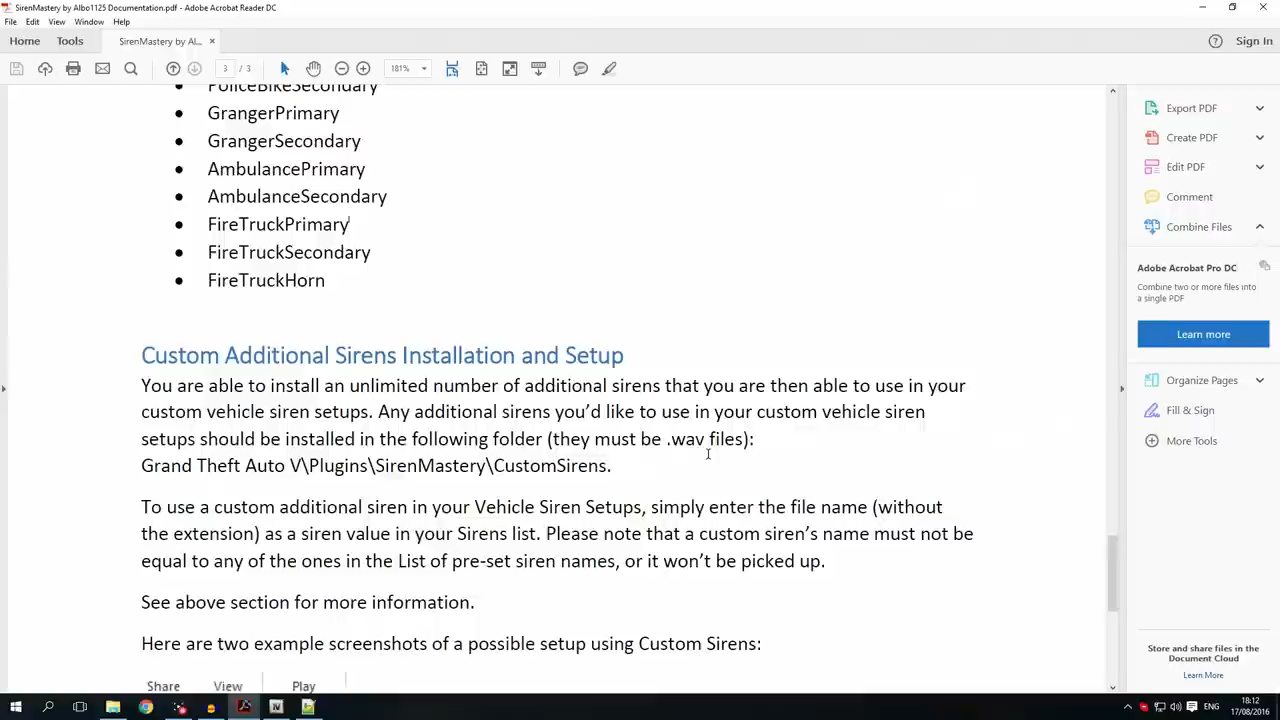 SirenMastery by Albo1125 Documentation.pdf - Adobe Acrobat Reader DC
File Edit View Window Help
Home Tools SirenMastery by Al... × Sign In
3 / 3 181%
PoliceBikeSecondary
• GrangerPrimary
• GrangerSecondary
• AmbulancePrimary
• AmbulanceSecondary
• FireTruckPrimary
• FireTruckSecondary
• FireTruckHorn
Custom Additional Sirens Installation and Setup
You are able to install an unlimited number of additional sirens that you are then able to use in your
custom vehicle siren setups. Any additional sirens you’d like to use in your custom vehicle siren
setups should be installed in the following folder (they must be .wav files):
Grand Theft Auto V\Plugins\SirenMastery\CustomSirens.
To use a custom additional siren in your Vehicle Siren Setups, simply enter the file name (without
the extension) as a siren value in your Sirens list. Please note that a custom siren’s name must not be
equal to any of the ones in the List of pre-set siren names, or it won’t be picked up.
See above section for more information.
Here are two example screenshots of a possible setup using Custom Sirens:
Share View Play
Export PDF
Create PDF
Edit PDF
Comment
Combine Files
Adobe Acrobat Pro DC
Combine two or more files into
a single PDF
Learn more
Organize Pages
Fill & Sign
More Tools
Store and share files in the
Document Cloud
Learn More
ENG
18:12
17/08/2016